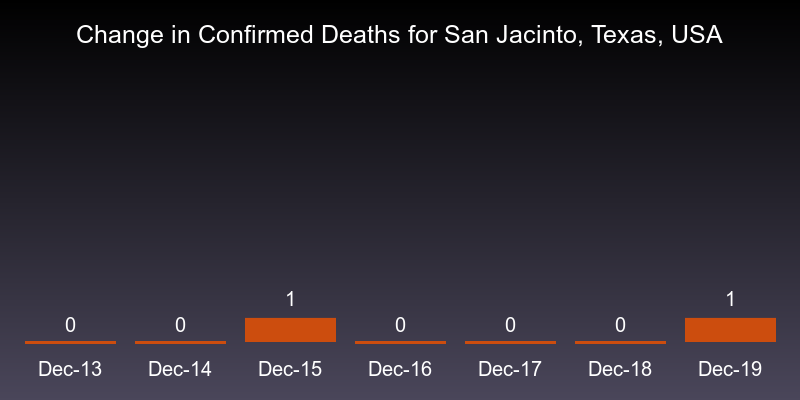 Change in Confirmed Deaths for San Jacinto, Texas, USA
0 0 1 0 0 0 1
Dec-13 Dec-14 Dec-15 Dec-16 Dec-17 Dec-18 Dec-19